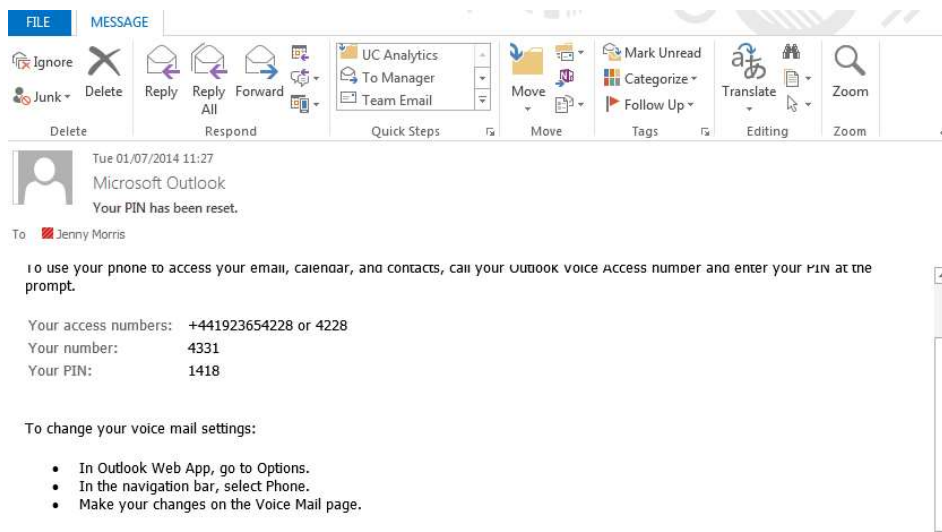 FILE MESSAGE
Ignore
Junk
Delete
Reply
Reply All
Forward
UC Analytics
To Manager
Team Email
Move
Mark Unread
Categorize
Follow Up
Translate
Zoom
Delete Respond Quick Steps Move Tags Editing Zoom
Tue 01/07/2014 11:27
Microsoft Outlook
Your PIN has been reset.
To Jenny Morris
To use your phone to access your email, calendar, and contacts, call your Outlook Voice Access number and enter your PIN at the
prompt.
Your access numbers: +441923654228 or 4228
Your number: 4331
Your PIN: 1418
To change your voice mail settings:
• In Outlook Web App, go to Options.
• In the navigation bar, select Phone.
• Make your changes on the Voice Mail page.